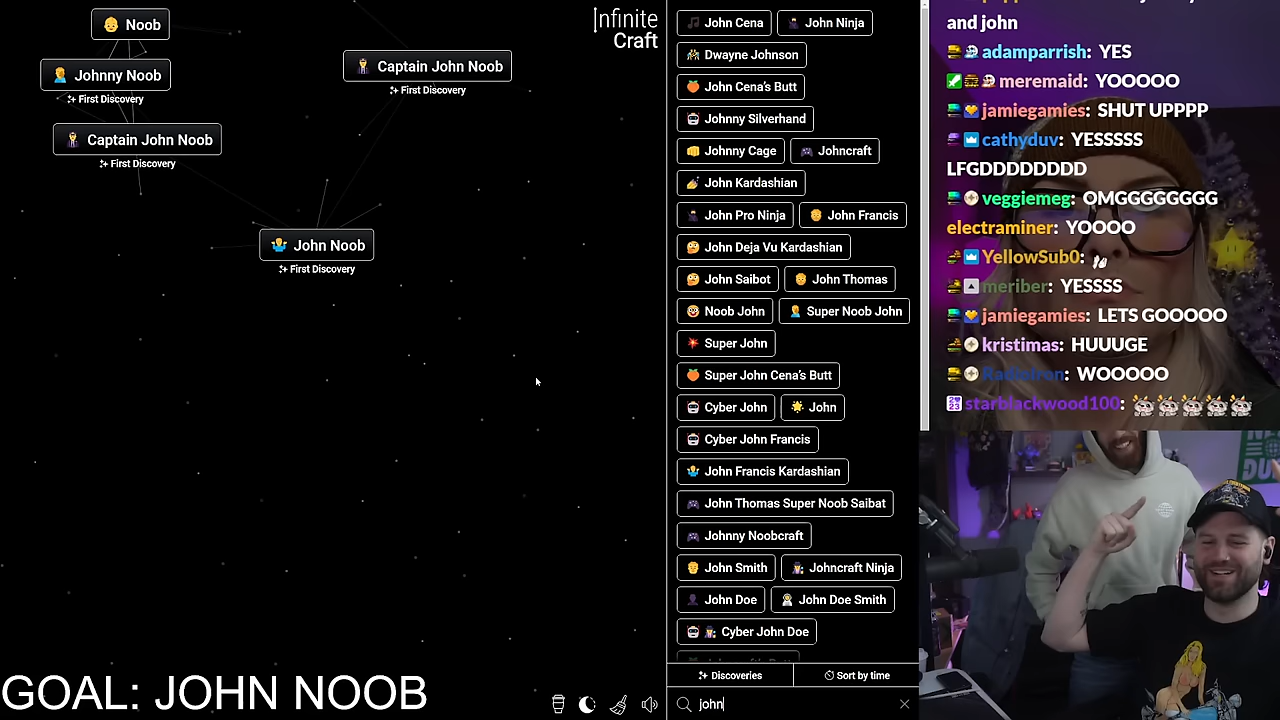 Noob
Johnny Noob
First Discovery
Captain John Noob
First Discovery
Captain John Noob
First Discovery
John Noob
First Discovery
Infinite
Craft
GOAL: JOHN NOOB
John Cena
John Ninja
Dwayne Johnson
John Cena's Butt
Johnny Silverhand
Johnny Cage
Johncraft
John Kardashian
John Pro Ninja
John Francis
John Deja Vu Kardashian
John Saibot
John Thomas
Noob John
Super Noob John
Super John
Super John Cena's Butt
Cyber John
John
Cyber John Francis
John Francis Kardashian
John Thomas Super Noob Saibat
Johnny Noobcraft
John Smith
Johncraft Ninja
John Doe
John Doe Smith
Cyber John Doe
Discoveries
Sort by time
john
and john
adamparrish: YES
meremaid: YOOOOO
jamiegamies: SHUT UPPPP
cathyduv: YESSSSS
LFGDDDDDDDD
veggiemeg: OMGGGGGGGG
electraminer: YOOOO
YellowSub0:
meriber: YESSSS
jamiegamies: LETS GOOOOO
kristimas: HUUUGE
Radiofron: WOOOOO
starblackwood100: